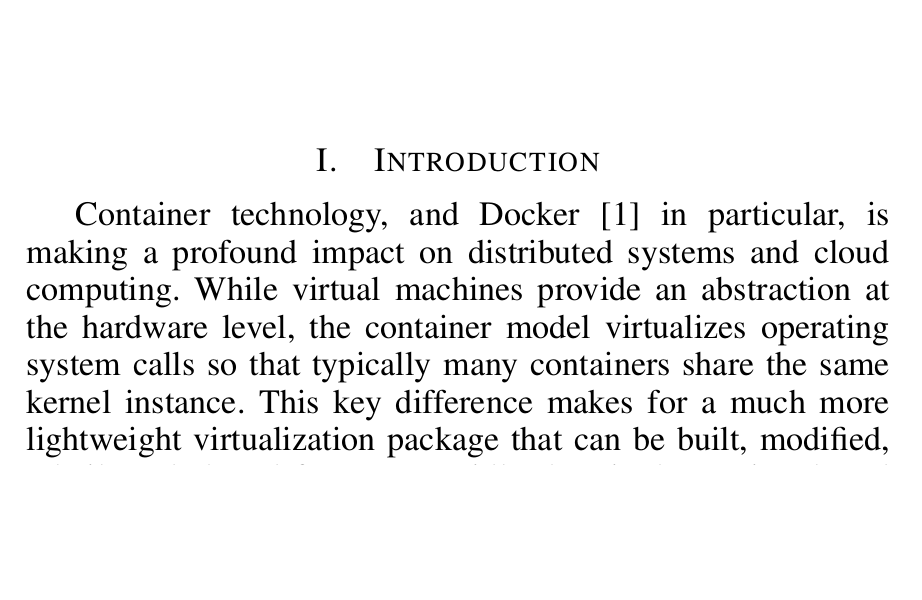 I. INTRODUCTION
Container technology, and Docker [1] in particular, is
making a profound impact on distributed systems and cloud
computing. While virtual machines provide an abstraction at
the hardware level, the container model virtualizes operating
system calls so that typically many containers share the same
kernel instance. This key difference makes for a much more
lightweight virtualization package that can be built, modified,